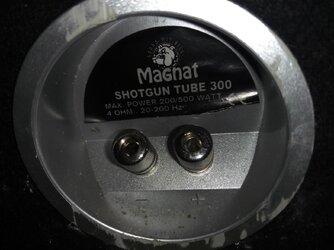 Magnat
SHOTGUN TUBE 300
MAX. POWER 200/500 WATT
4 OHM 20-200 Hz
- +